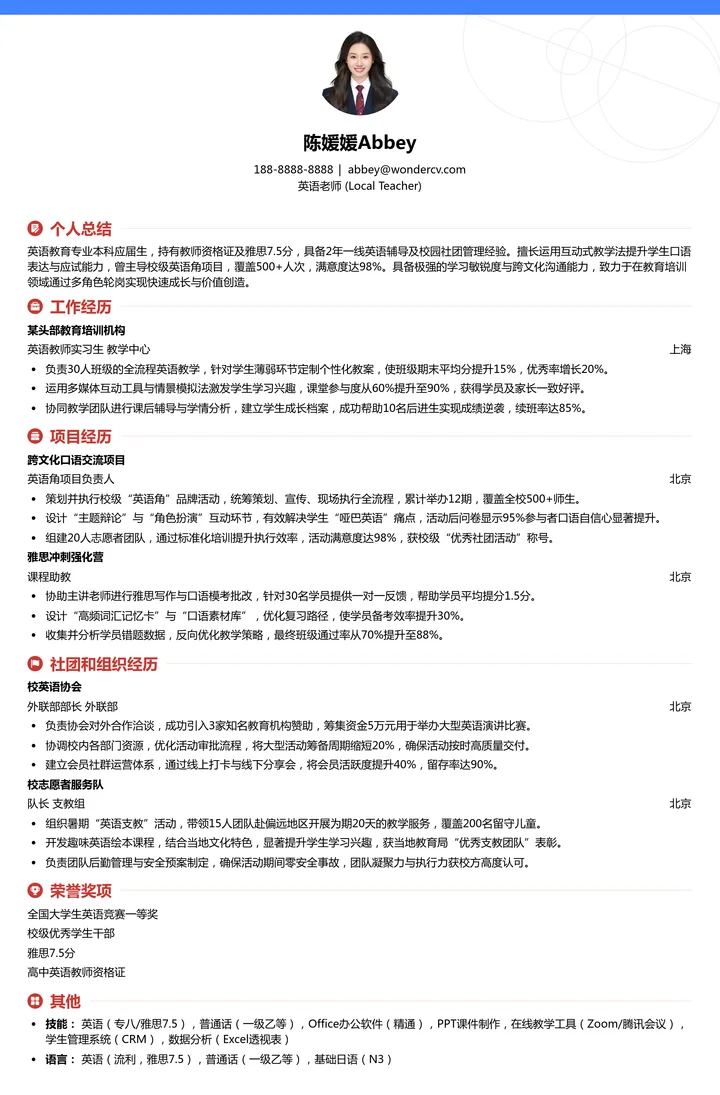 陈媛媛Abbey
188-8888-8888 | abbey@wondercv.com
英语老师 (Local Teacher)
个人总结
英语教育专业本科应届生，持有教师资格证及雅思7.5分，具备2年一线英语辅导及校园社团管理经验。擅长运用互动式教学法提升学生口语
表达与应试能力，曾主导校级英语角项目，覆盖500+人次，满意度达98%。具备极强的学习敏锐度与跨文化沟通能力，致力于在教育培训
领域通过多角色轮岗实现快速成长与价值创造。
工作经历
某头部教育培训机构
英语教师实习生 教学中心 上海
• 负责30人班级的全流程英语教学，针对学生薄弱环节定制个性化教案，使班级期末平均分提升15%，优秀率增长20%。
• 运用多媒体互动工具与情景模拟法激发学生学习兴趣，课堂参与度从60%提升至90%，获得学员及家长一致好评。
• 协同教学团队进行课后辅导与学情分析，建立学生成长档案，成功帮助10名后进生实现成绩逆袭，续班率达85%。
项目经历
跨文化口语交流项目
英语角项目负责人 北京
• 策划并执行校级“英语角”品牌活动，统筹策划、宣传、现场执行全流程，累计举办12期，覆盖全校500+师生。
• 设计“主题辩论”与“角色扮演”互动环节，有效解决学生“哑巴英语”痛点，活动后问卷显示95%参与者口语自信心显著提升。
• 组建20人志愿者团队，通过标准化培训提升执行效率，活动满意度达98%，获校级“优秀社团活动”称号。
雅思冲刺强化营
课程助教 北京
• 协助主讲老师进行雅思写作与口语模考批改，针对30名学员提供一对一反馈，帮助学员平均提分1.5分。
• 设计“高频词汇记忆卡”与“口语素材库”，优化复习路径，使学员备考效率提升30%。
• 收集并分析学员错题数据，反向优化教学策略，最终班级通过率从70%提升至88%。
社团和组织经历
校英语协会
外联部部长 外联部 北京
• 负责协会对外合作洽谈，成功引入3家知名教育机构赞助，筹集资金5万元用于举办大型英语演讲比赛。
• 协调校内各部门资源，优化活动审批流程，将大型活动筹备周期缩短20%，确保活动按时高质量交付。
• 建立会员社群运营体系，通过线上打卡与线下分享会，将会员活跃度提升40%，留存率达90%。
校志愿者服务队
队长 支教组 北京
• 组织暑期“英语支教”活动，带领15人团队赴偏远地区开展为期20天的教学服务，覆盖200名留守儿童。
• 开发趣味英语绘本课程，结合当地文化特色，显著提升学生学习兴趣，获当地教育局“优秀支教团队”表彰。
• 负责团队后勤管理与安全预案制定，确保活动期间零安全事故，团队凝聚力与执行力获校方高度认可。
荣誉奖项
全国大学生英语竞赛一等奖
校级优秀学生干部
雅思7.5分
高中英语教师资格证
其他
• 技能： 英语（专八/雅思7.5），普通话（一级乙等），Office办公软件（精通），PPT课件制作，在线教学工具（Zoom/腾讯会议），
学生管理系统（CRM），数据分析（Excel透视表）
• 语言： 英语（流利，雅思7.5），普通话（一级乙等），基础日语（N3）